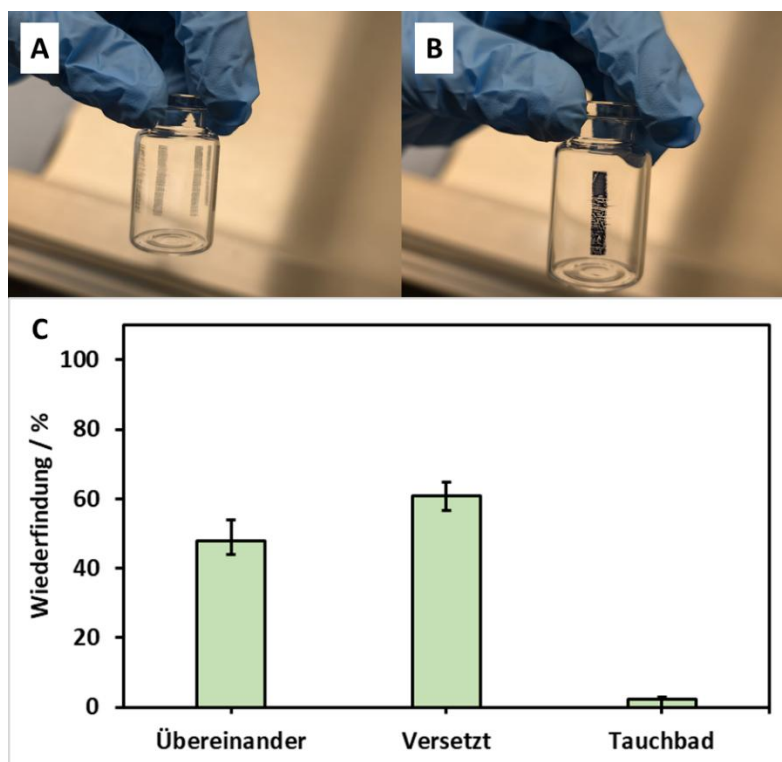 A
B
C
100
80
60
40
20
0
Wiederfindung / %
Übereinander
Versetzt
Tauchbad